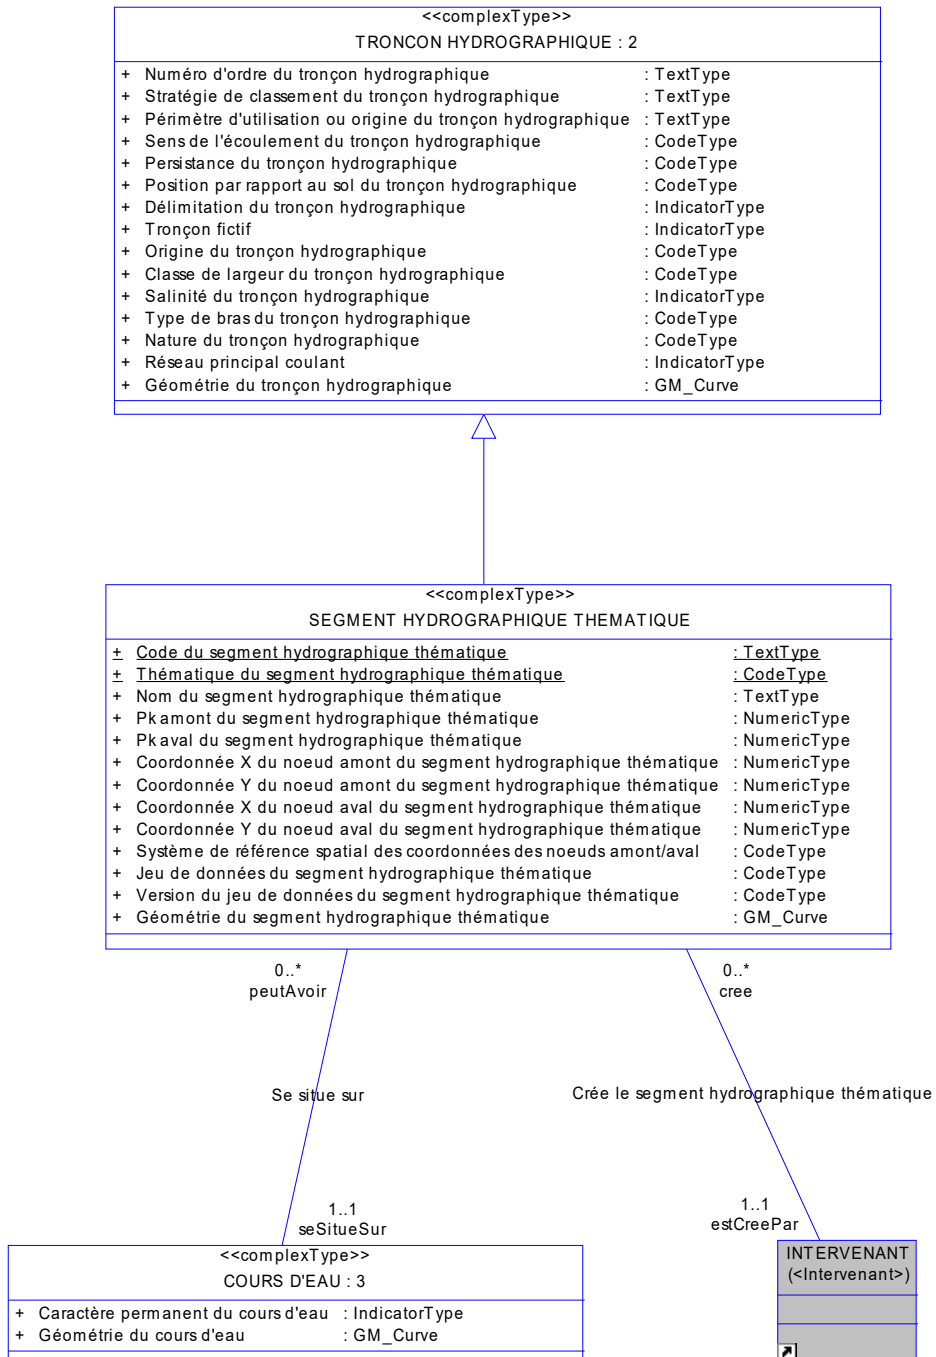 <<complexType>>
TRONCON HYDROGRAPHIQUE : 2
+ Numéro d'ordre du tronçon hydrographique : TextType
+ Stratégie de classement du tronçon hydrographique : TextType
+ Périmètre d'utilisation ou origine du tronçon hydrographique : TextType
+ Sens de l'écoulement du tronçon hydrographique : CodeType
+ Persistance du tronçon hydrographique : CodeType
+ Position par rapport au sol du tronçon hydrographique : CodeType
+ Délimitation du tronçon hydrographique : IndicatorType
+ Tronçon fictif : IndicatorType
+ Origine du tronçon hydrographique : CodeType
+ Classe de largeur du tronçon hydrographique : CodeType
+ Salinité du tronçon hydrographique : IndicatorType
+ Type de bras du tronçon hydrographique : CodeType
+ Nature du tronçon hydrographique : CodeType
+ Réseau principal coulant : IndicatorType
+ Géométrie du tronçon hydrographique : GM_Curve
<<complexType>>
SEGMENT HYDROGRAPHIQUE THEMATIQUE
+ Code du segment hydrographique thématique : TextType
+ Thématique du segment hydrographique thématique : CodeType
+ Nom du segment hydrographique thématique : TextType
+ Pk amont du segment hydrographique thématique : NumericType
+ Pk aval du segment hydrographique thématique : NumericType
+ Coordonnée X du noeud amont du segment hydrographique thématique : NumericType
+ Coordonnée Y du noeud amont du segment hydrographique thématique : NumericType
+ Coordonnée X du noeud aval du segment hydrographique thématique : NumericType
+ Coordonnée Y du noeud aval du segment hydrographique thématique : NumericType
+ Système de référence spatial des coordonnées des noeuds amont/aval : CodeType
+ Jeu de données du segment hydrographique thématique : CodeType
+ Version du jeu de données du segment hydrographique thématique : CodeType
+ Géométrie du segment hydrographique thématique : GM_Curve
0..*
peutAvoir
0..*
cree
Se situe sur
Crée le segment hydrographique thématique
1..1
seSitueSur
1..1
estCreePar
<<complexType>>
COURS D'EAU : 3
+ Caractère permanent du cours d'eau : IndicatorType
+ Géométrie du cours d'eau : GM_Curve
INTERVENANT
(<Intervenant>)